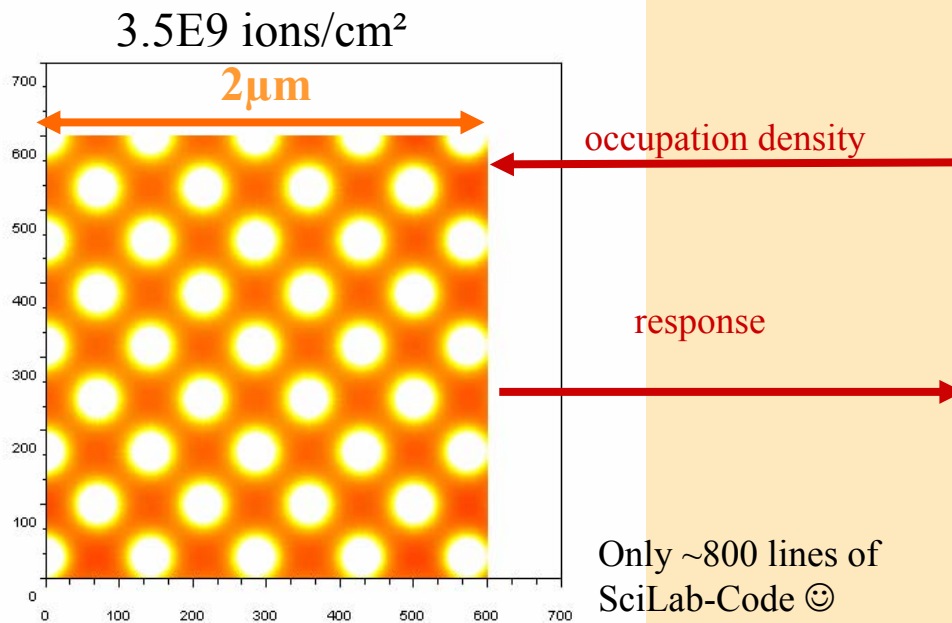 3.5E9 ions/cm²
2µm
occupation density
response
Only ~800 lines of
SciLab-Code ☺
700
600
500
400
300
200
100
0
0 100 200 300 400 500 600 700